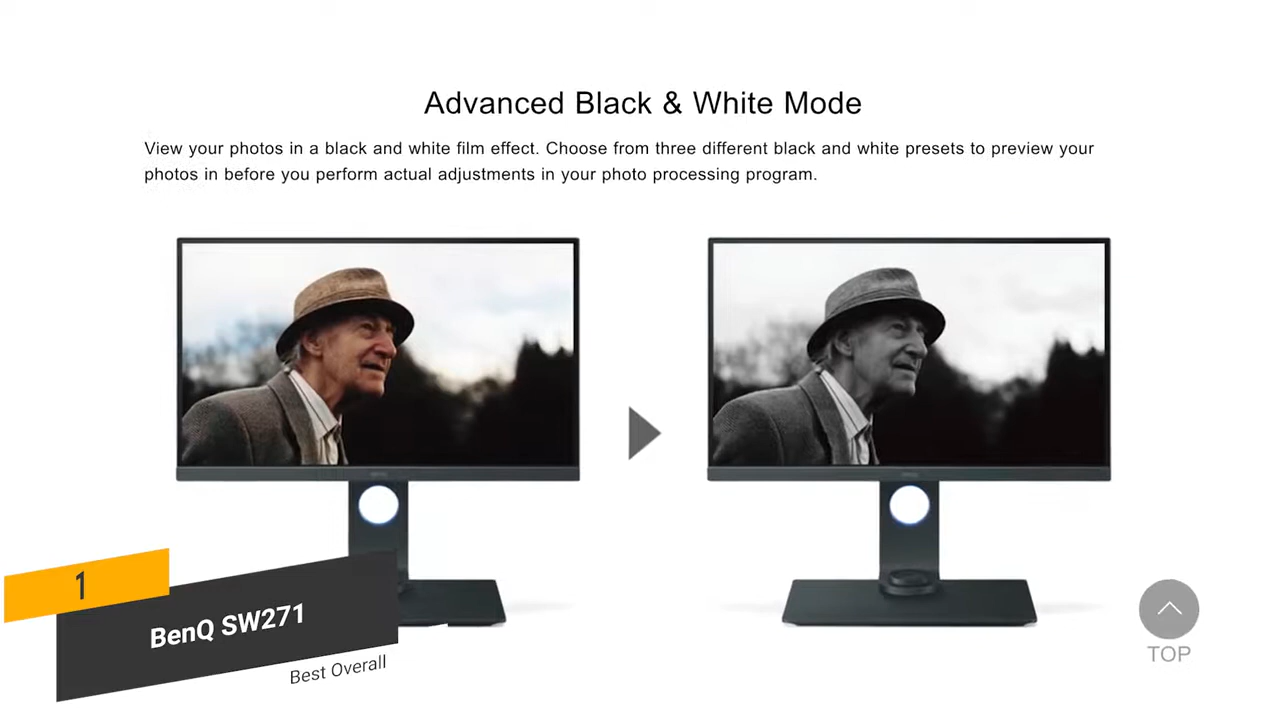 Advanced Black & White Mode
View your photos in a black and white film effect. Choose from three different black and white presets to preview your
photos in before you perform actual adjustments in your photo processing program.
1
BenQ SW271
Best Overall
TOP